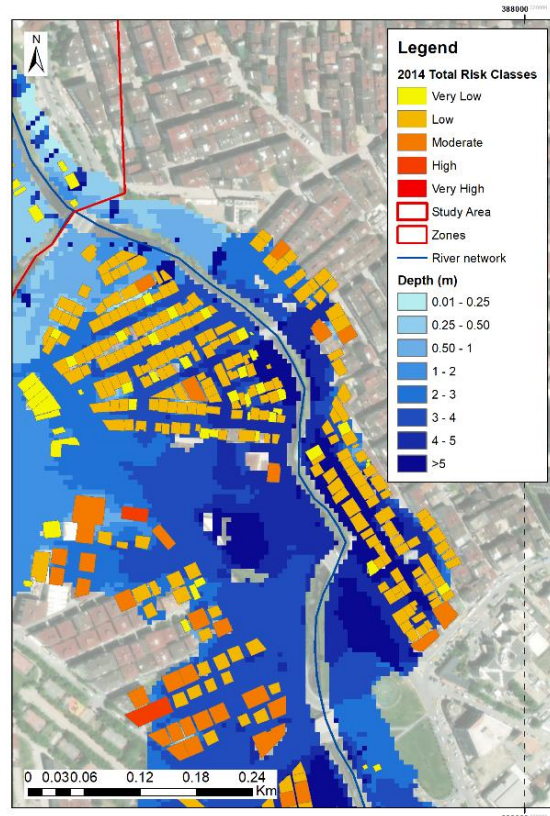 388000
N
Legend
2014 Total Risk Classes
Very Low
Low
Moderate
High
Very High
Study Area
Zones
River network
Depth (m)
0.01 - 0.25
0.25 - 0.50
0.50 - 1
1 - 2
2 - 3
3 - 4
4 - 5
>5
0 0.030.06 0.12 0.18 0.24
Km